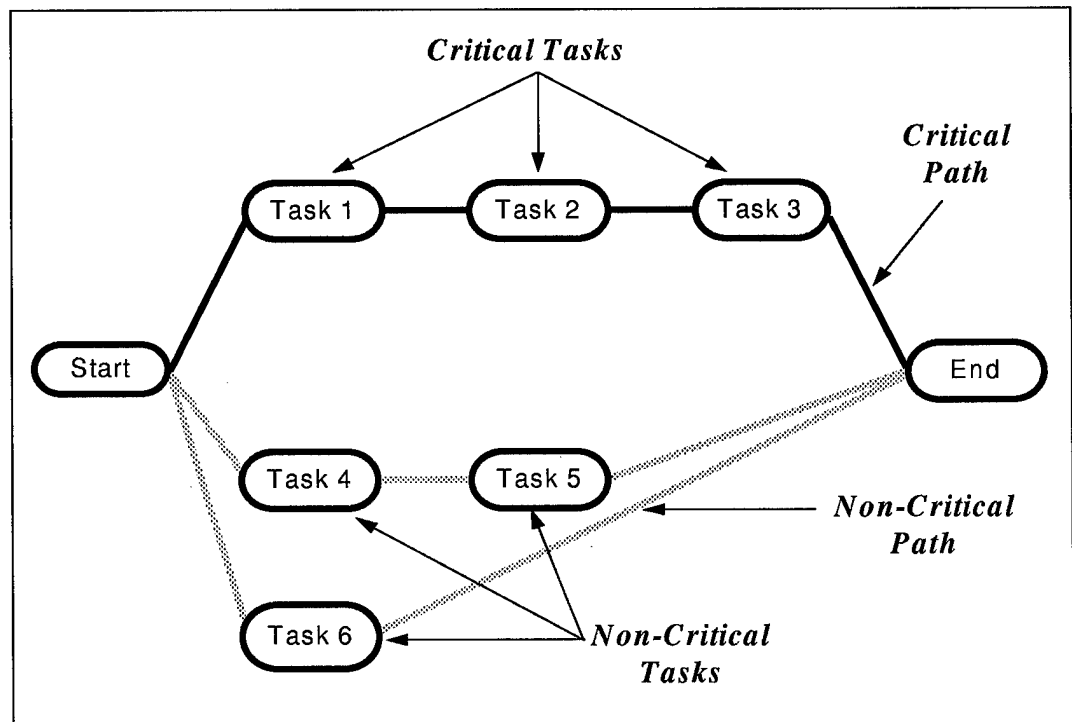 Critical Tasks
Critical
Path
Task 1
Task 2
Task 3
Start
End
Task 4
Task 5
Non-Critical
Path
Task 6
Non-Critical
Tasks